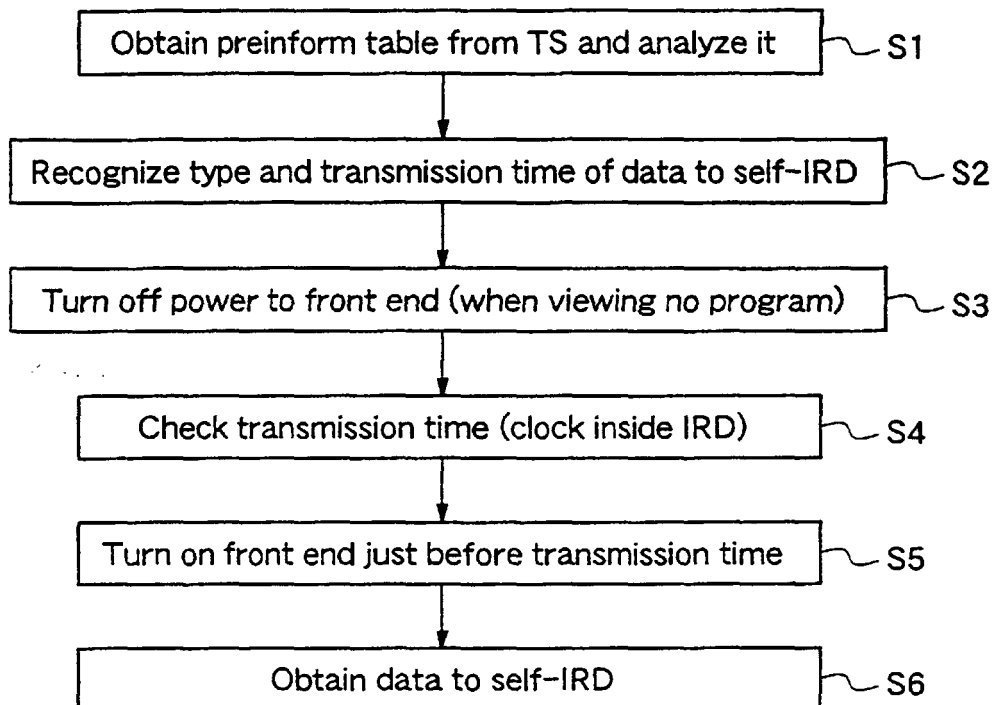 Obtain preinform table from TS and analyze it S1
Recognize type and transmission time of data to self-IRD S2
Turn off power to front end (when viewing no program) S3
Check transmission time (clock inside IRD) S4
Turn on front end just before transmission time S5
Obtain data to self-IRD S6